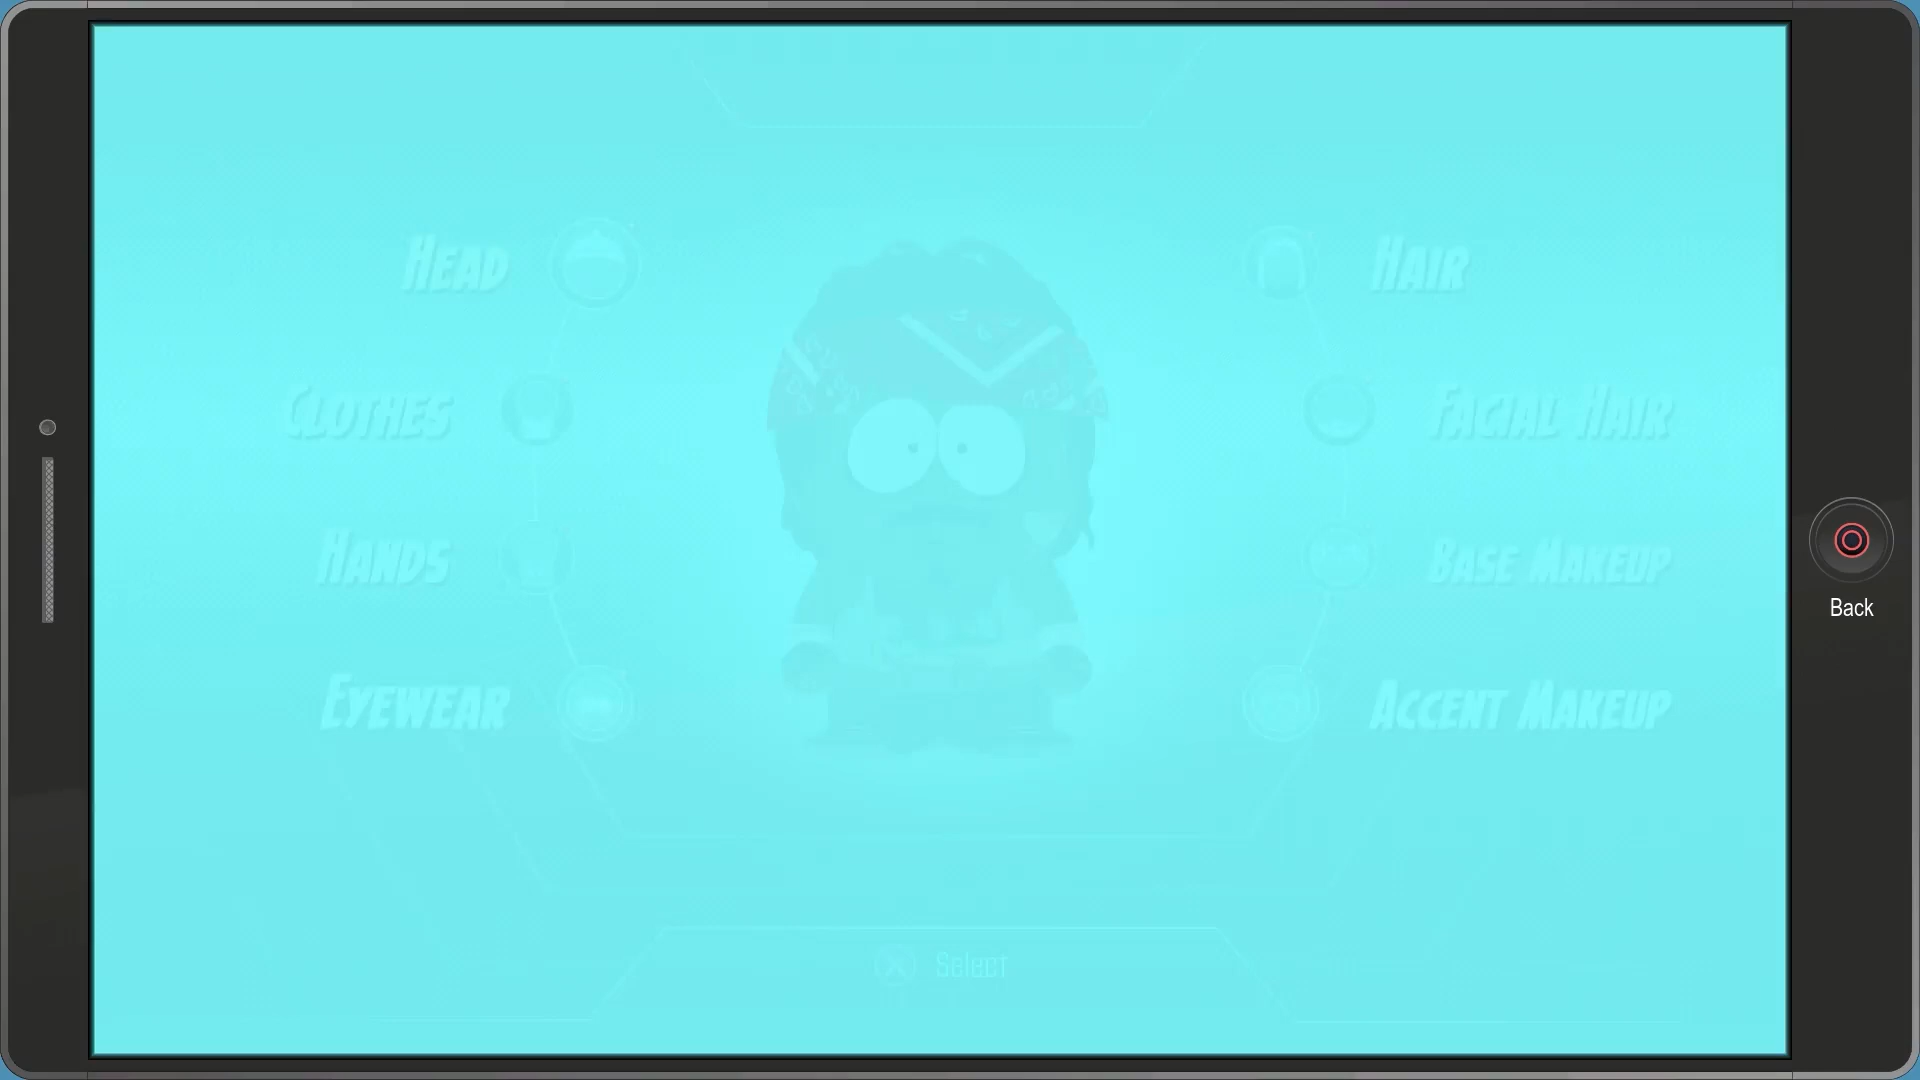 Head
Hair
Clothes
Facial Hair
Hands
Base Makeup
Back
Eyewear
Accent Makeup
Select